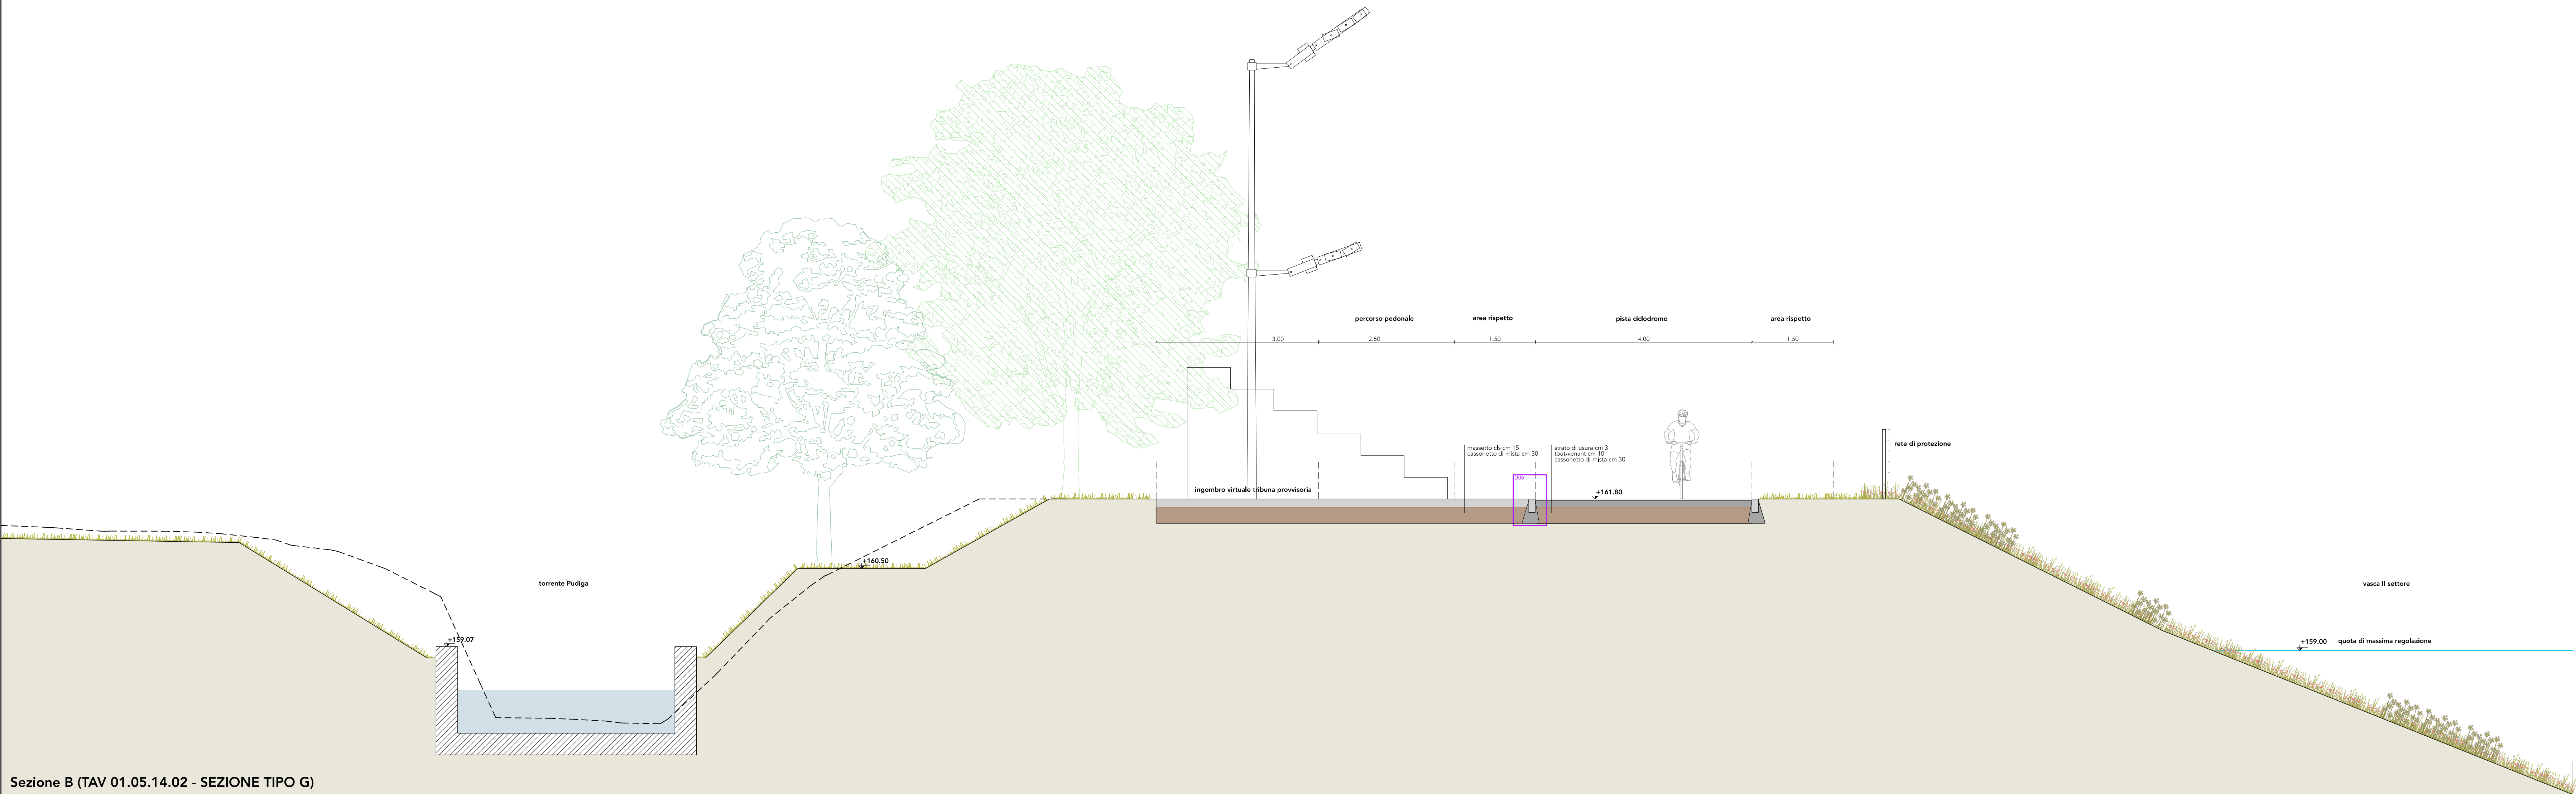 percorso pedonale
area rispetto
pista ciclodromo
area rispetto
3.00
2.50
1.50
4.00
1.50
massetto cls cm 15
cassonetto di mista cm 30
strato di usura cm 3
tout-venant cm 10
cassonetto di mista cm 30
rete di protezione
D05
ingombro virtuale tribuna provvisoria
+161.80
+160.50
torrente Pudiga
vasca II settore
+159.07
+159.00
quota di massima regolazione
Sezione B (TAV 01.05.14.02 - SEZIONE TIPO G)